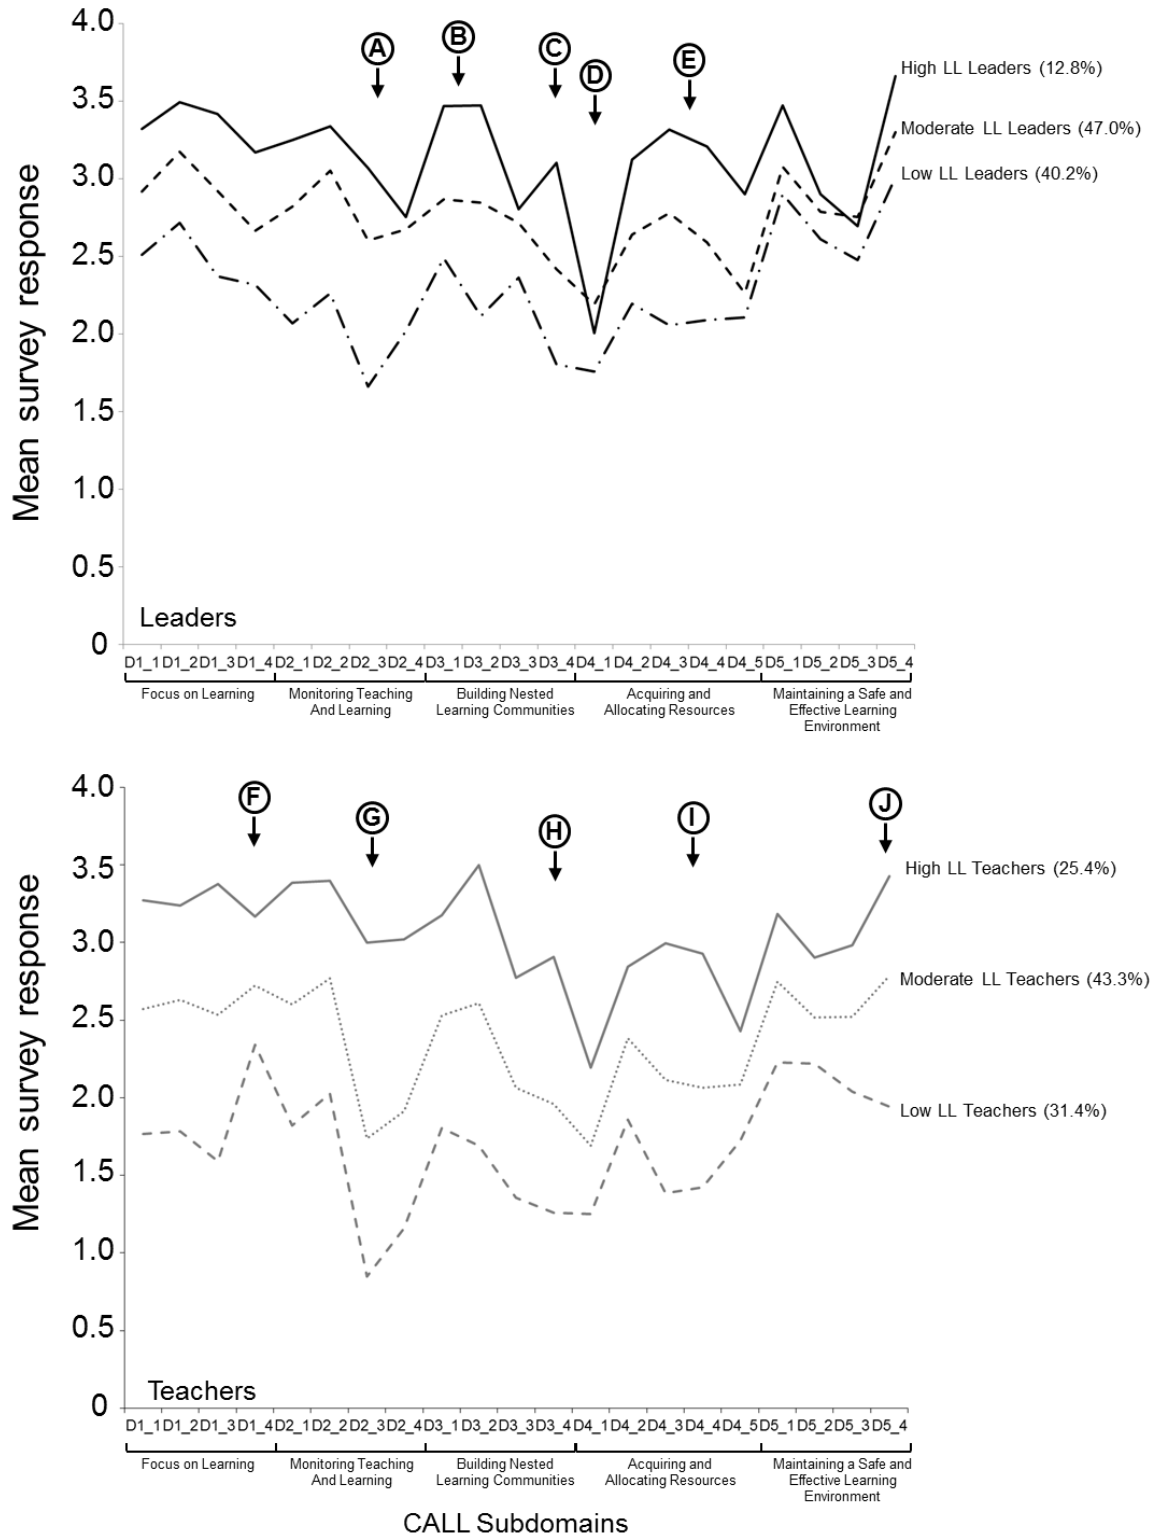 4.0
3.5
3.0
2.5
2.0
1.5
1.0
0.5
0
Mean survey response
A
B
C
D
E
High LL Leaders (12.8%)
Moderate LL Leaders (47.0%)
Low LL Leaders (40.2%)
Leaders
D1_1 D1_2 D1_3 D1_4 D2_1 D2_2 D2_3 D2_4 D3_1 D3_2 D3_3 D3_4 D4_1 D4_2 D4_3 D4_4 D4_5 D5_1 D5_2 D5_3 D5_4
Focus on Learning
Monitoring Teaching
And Learning
Building Nested
Learning Communities
Acquiring and
Allocating Resources
Maintaining a Safe and
Effective Learning
Environment
4.0
3.5
3.0
2.5
2.0
1.5
1.0
0.5
0
Mean survey response
F
G
H
I
J
High LL Teachers (25.4%)
Moderate LL Teachers (43.3%)
Low LL Teachers (31.4%)
Teachers
D1_1 D1_2 D1_3 D1_4 D2_1 D2_2 D2_3 D2_4 D3_1 D3_2 D3_3 D3_4 D4_1 D4_2 D4_3 D4_4 D4_5 D5_1 D5_2 D5_3 D5_4
Focus on Learning
Monitoring Teaching
And Learning
Building Nested
Learning Communities
Acquiring and
Allocating Resources
Maintaining a Safe and
Effective Learning
Environment
CALL Subdomains